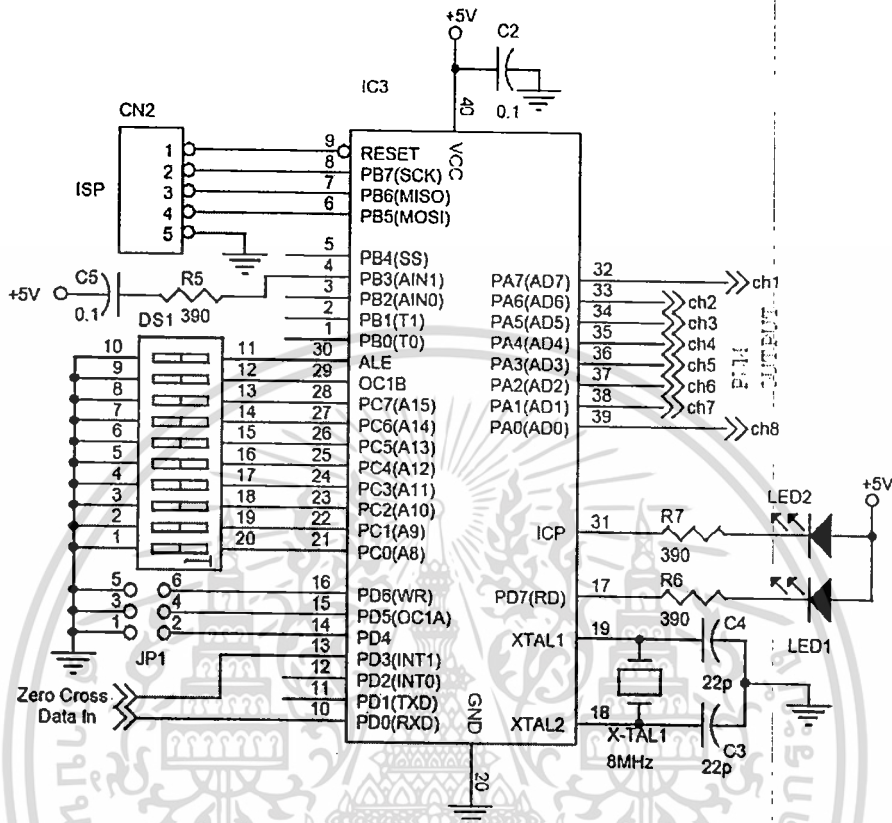 +5V
C2
0.1
IC3
40
VCC
CN2
ISP
1
2
3
4
5
9
8
7
6
RESET
PB7(SCK)
PB6(MISO)
PB5(MOSI)
5
4
3
2
1
PB4(SS)
PB3(AIN1)
PB2(AIN0)
PB1(T1)
PB0(T0)
+5V
C5
0.1
R5
390
DS1
10
9
8
7
6
5
4
3
2
1
11
12
13
14
15
16
17
18
19
20
30
29
28
27
26
25
24
23
22
21
ALE
OC1B
PC7(A15)
PC6(A14)
PC5(A13)
PC4(A12)
PC3(A11)
PC2(A10)
PC1(A9)
PC0(A8)
5
6
3
4
1
2
JP1
16
15
14
13
12
11
10
PD6(WR)
PD5(OC1A)
PD4
PD3(INT1)
PD2(INT0)
PD1(TXD)
PD0(RXD)
Zero Cross
Data In
GND
20
PA7(AD7)
PA6(AD6)
PA5(AD5)
PA4(AD4)
PA3(AD3)
PA2(AD2)
PA1(AD1)
PA0(AD0)
32
33
34
35
36
37
38
39
ch1
ch2
ch3
ch4
ch5
ch6
ch7
ch8
OUTPUT
ICP
31
R7
390
LED2
+5V
PD7(RD)
17
R6
390
LED1
XTAL1
19
C4
22p
XTAL2
18
X-TAL1
8MHz
C3
22p